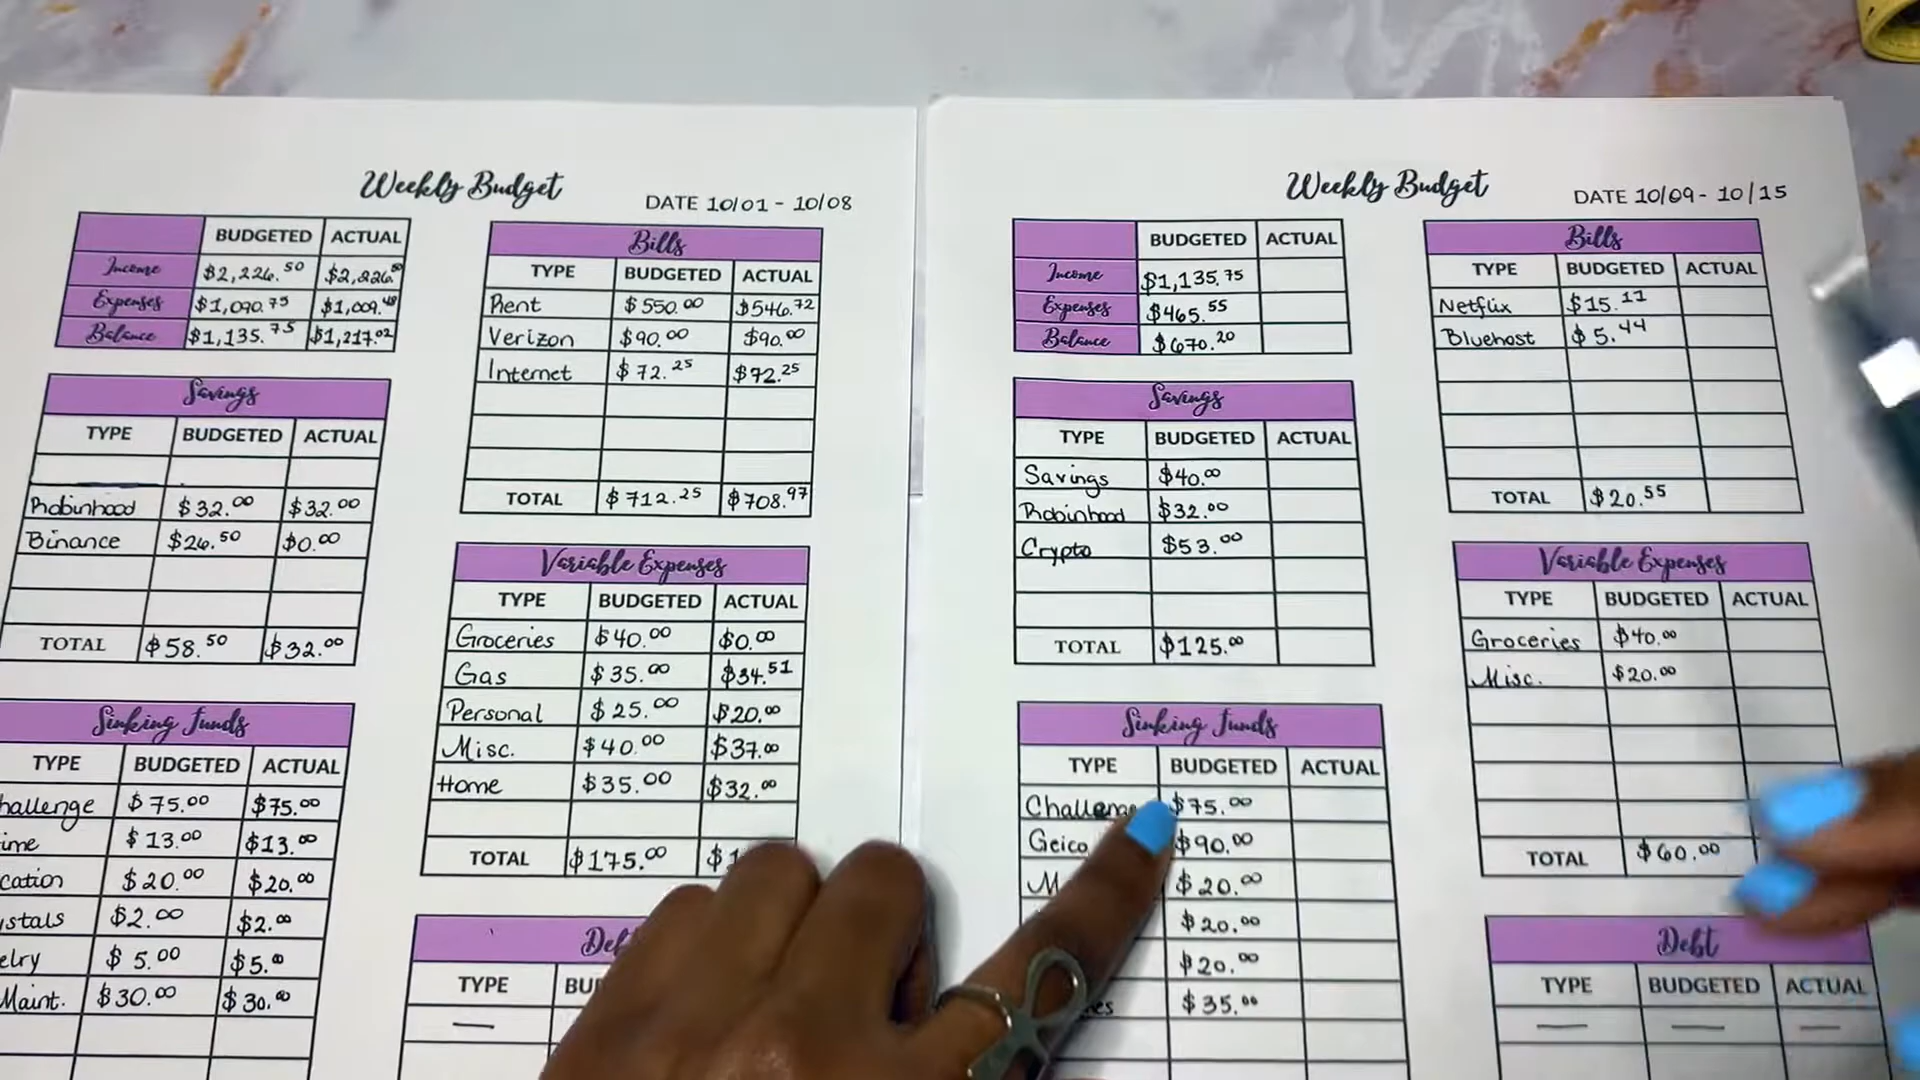 Weekly Budget
DATE 10/01 - 10/08
BUDGETED ACTUAL
Income $2,226.50 $2,226.50
Expenses $1,090.75 $1,009.48
Balance $1,135.75 $1,217.02
Savings
TYPE BUDGETED ACTUAL
Robinhood $32.00 $32.00
Binance $26.50 $0.00
TOTAL $58.50 $32.00
Sinking Funds
TYPE BUDGETED ACTUAL
hallenge $75.00 $75.00
ime $13.00 $13.00
cation $20.00 $20.00
ystals $2.00 $2.00
elry $5.00 $5.00
Maint. $30.00 $30.00
Bills
TYPE BUDGETED ACTUAL
Rent $550.00 $546.72
Verizon $90.00 $90.00
Internet $72.25 $72.25
TOTAL $712.25 $708.97
Variable Expenses
TYPE BUDGETED ACTUAL
Groceries $40.00 $0.00
Gas $35.00 $34.51
Personal $25.00 $20.00
Misc. $40.00 $37.00
Home $35.00 $32.00
TOTAL $175.00 $1
Deb
TYPE BU
Weekly Budget
DATE 10/09 - 10/15
BUDGETED ACTUAL
Income $1,135.75
Expenses $465.55
Balance $670.20
Savings
TYPE BUDGETED ACTUAL
Savings $40.00
Robinhood $32.00
Crypto $53.00
TOTAL $125.00
Sinking Funds
TYPE BUDGETED ACTUAL
Challenge $75.00
Geico $90.00
M $20.00
$20.00
$20.00
es $35.00
Bills
TYPE BUDGETED ACTUAL
Netflix $15.11
Bluehost $5.44
TOTAL $20.55
Variable Expenses
TYPE BUDGETED ACTUAL
Groceries $40.00
Misc. $20.00
TOTAL $60.00
Debt
TYPE BUDGETED ACTUAL